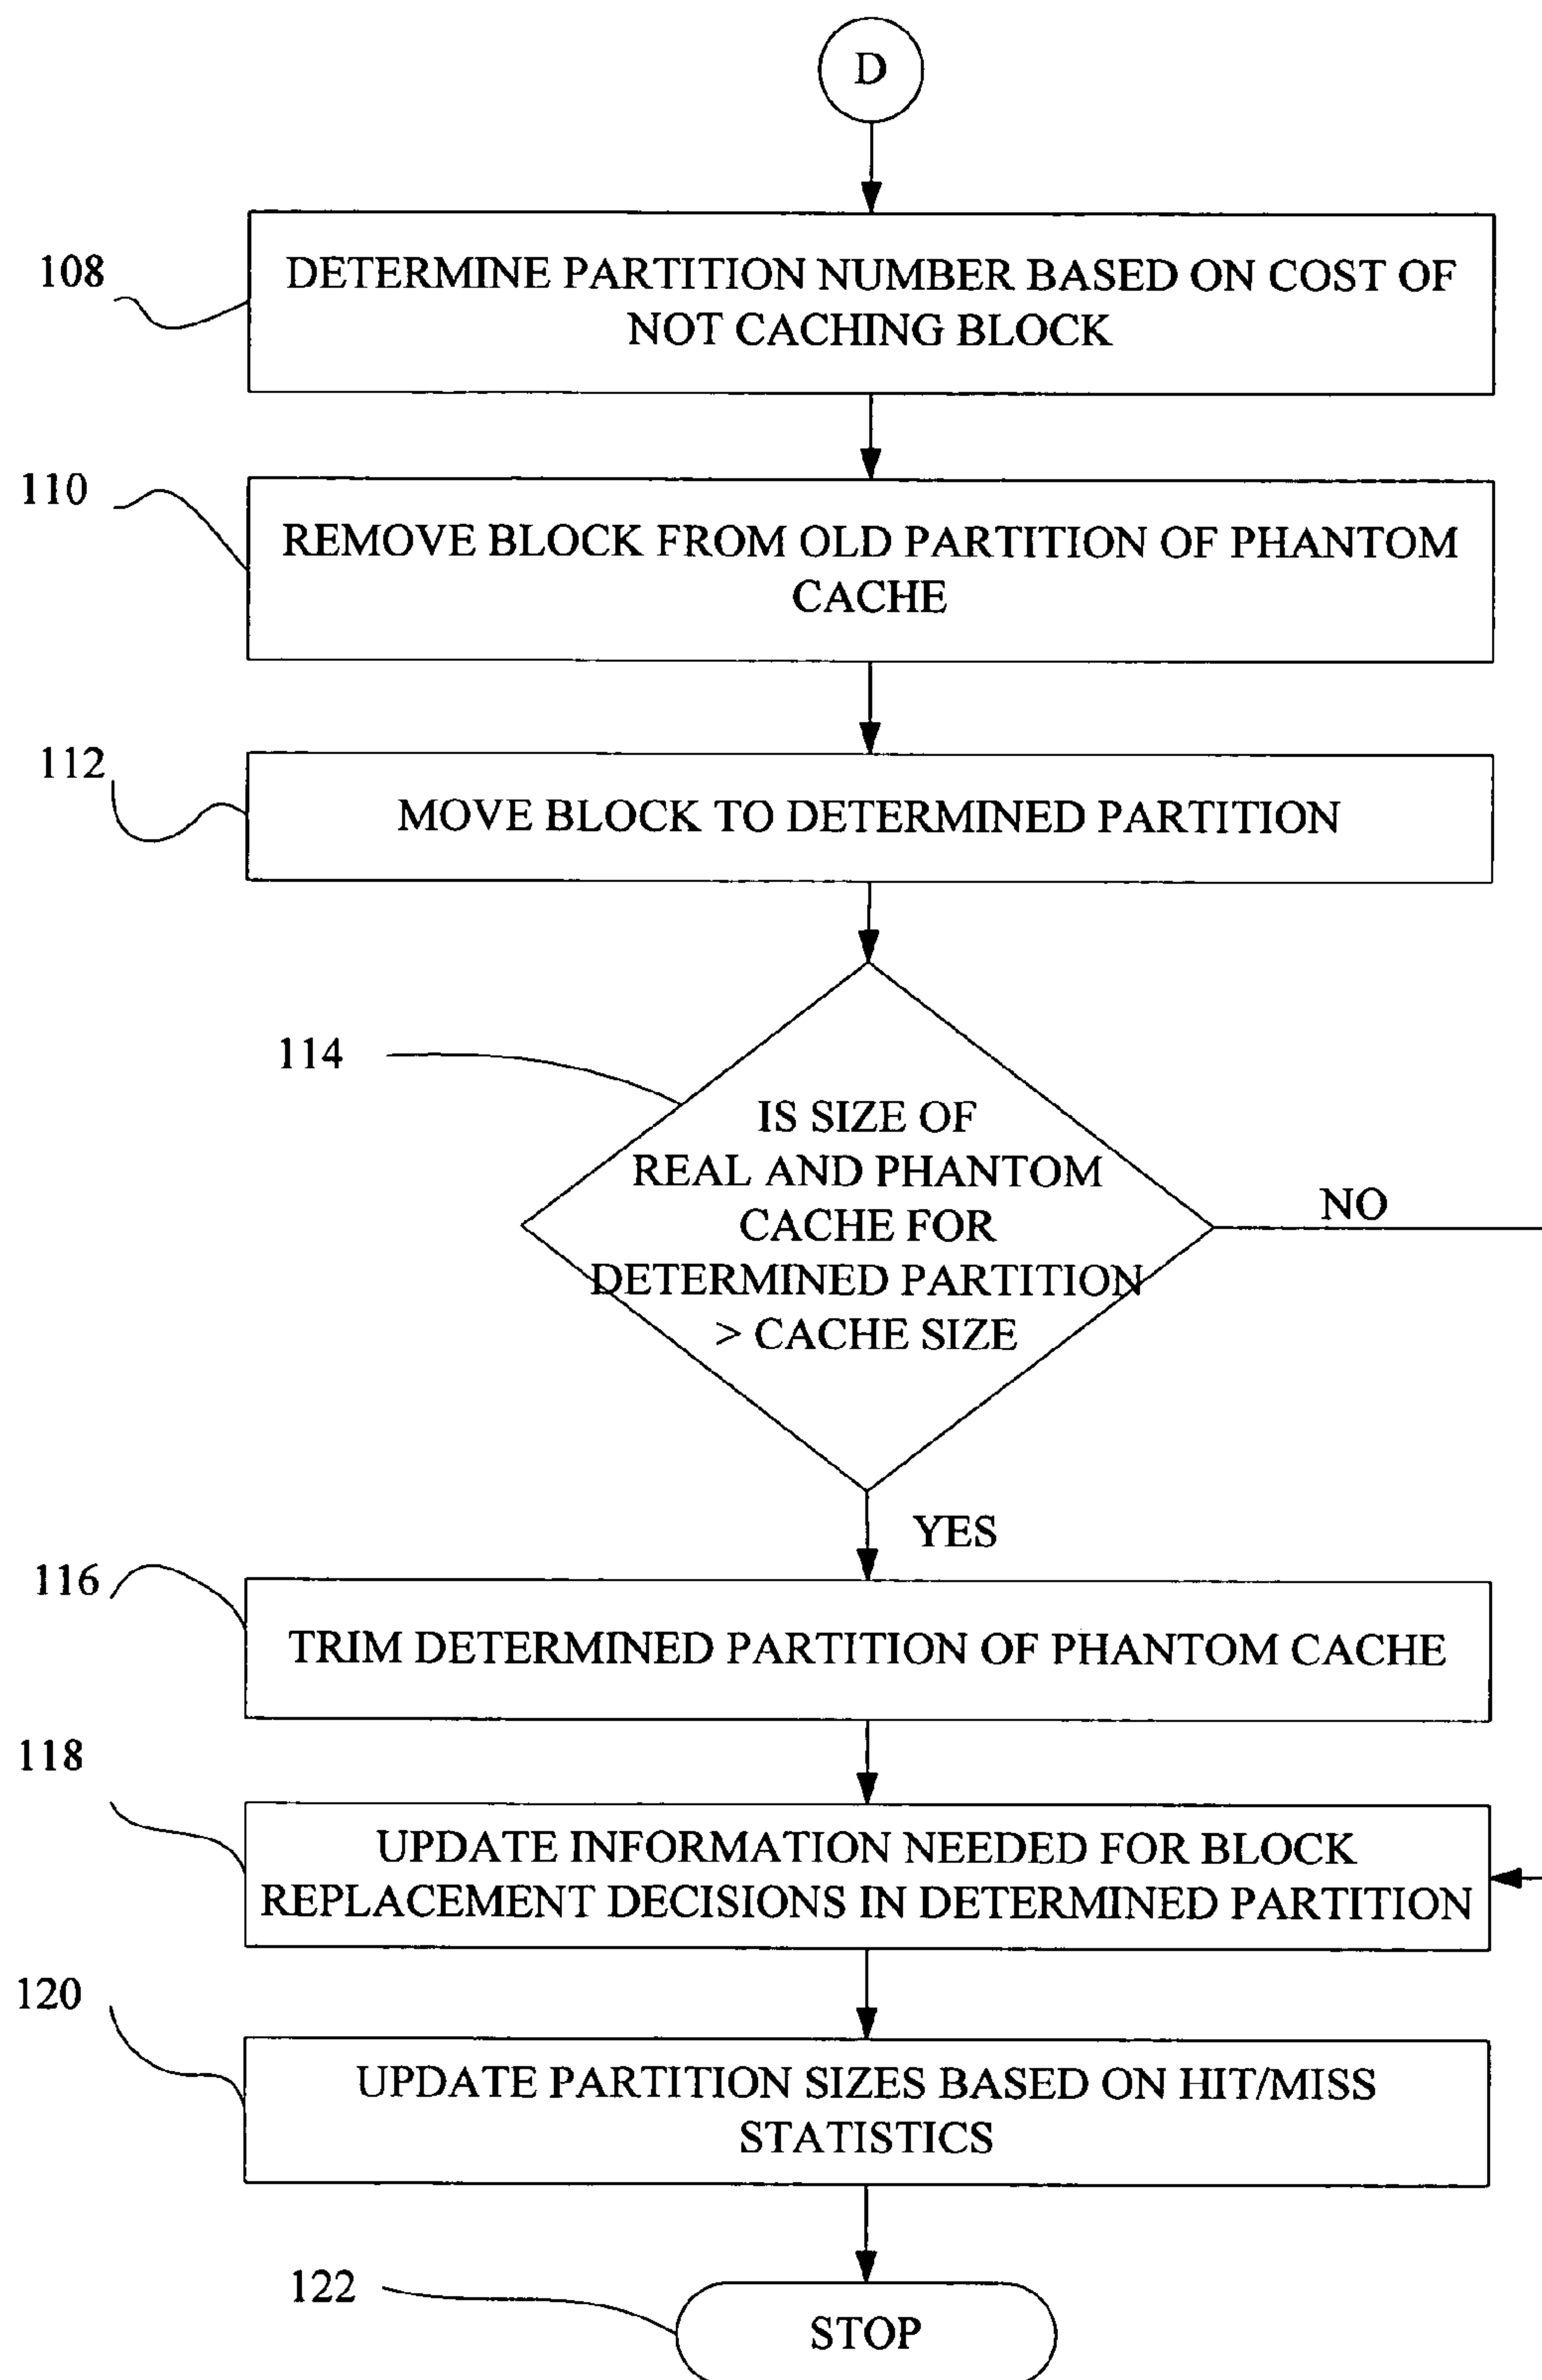 D
108
DETERMINE PARTITION NUMBER BASED ON COST OF
NOT CACHING BLOCK
110
REMOVE BLOCK FROM OLD PARTITION OF PHANTOM
CACHE
112
MOVE BLOCK TO DETERMINED PARTITION
114
IS SIZE OF
REAL AND PHANTOM
CACHE FOR
DETERMINED PARTITION
> CACHE SIZE
NO
YES
116
TRIM DETERMINED PARTITION OF PHANTOM CACHE
118
UPDATE INFORMATION NEEDED FOR BLOCK
REPLACEMENT DECISIONS IN DETERMINED PARTITION
120
UPDATE PARTITION SIZES BASED ON HIT/MISS
STATISTICS
122
STOP